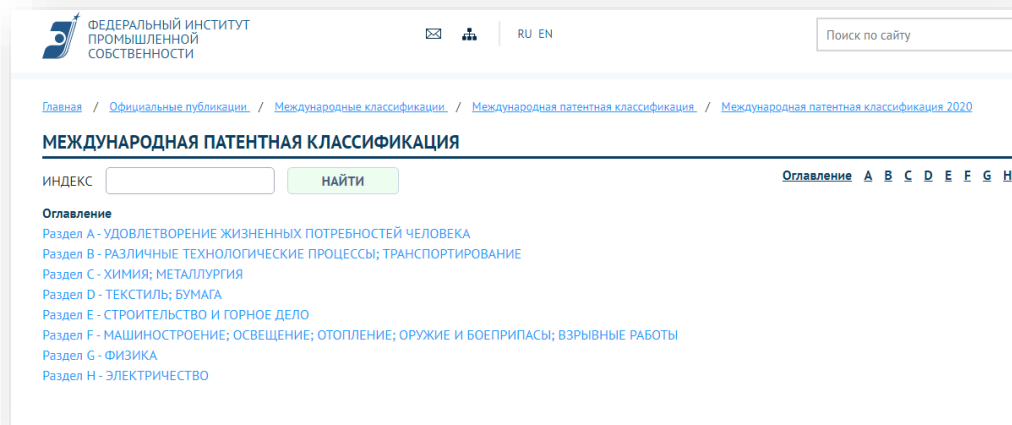 ФЕДЕРАЛЬНЫЙ ИНСТИТУТ
ПРОМЫШЛЕННОЙ
СОБСТВЕННОСТИ
RU EN
Поиск по сайту
Главная / Официальные публикации / Международные классификации / Международная патентная классификация / Международная патентная классификация 2020
МЕЖДУНАРОДНАЯ ПАТЕНТНАЯ КЛАССИФИКАЦИЯ
ИНДЕКС НАЙТИ Оглавление A B C D E F G H
Оглавление
Раздел A - УДОВЛЕТВОРЕНИЕ ЖИЗНЕННЫХ ПОТРЕБНОСТЕЙ ЧЕЛОВЕКА
Раздел B - РАЗЛИЧНЫЕ ТЕХНОЛОГИЧЕСКИЕ ПРОЦЕССЫ; ТРАНСПОРТИРОВАНИЕ
Раздел C - ХИМИЯ; МЕТАЛЛУРГИЯ
Раздел D - ТЕКСТИЛЬ; БУМАГА
Раздел E - СТРОИТЕЛЬСТВО И ГОРНОЕ ДЕЛО
Раздел F - МАШИНОСТРОЕНИЕ; ОСВЕЩЕНИЕ; ОТОПЛЕНИЕ; ОРУЖИЕ И БОЕПРИПАСЫ; ВЗРЫВНЫЕ РАБОТЫ
Раздел G - ФИЗИКА
Раздел H - ЭЛЕКТРИЧЕСТВО